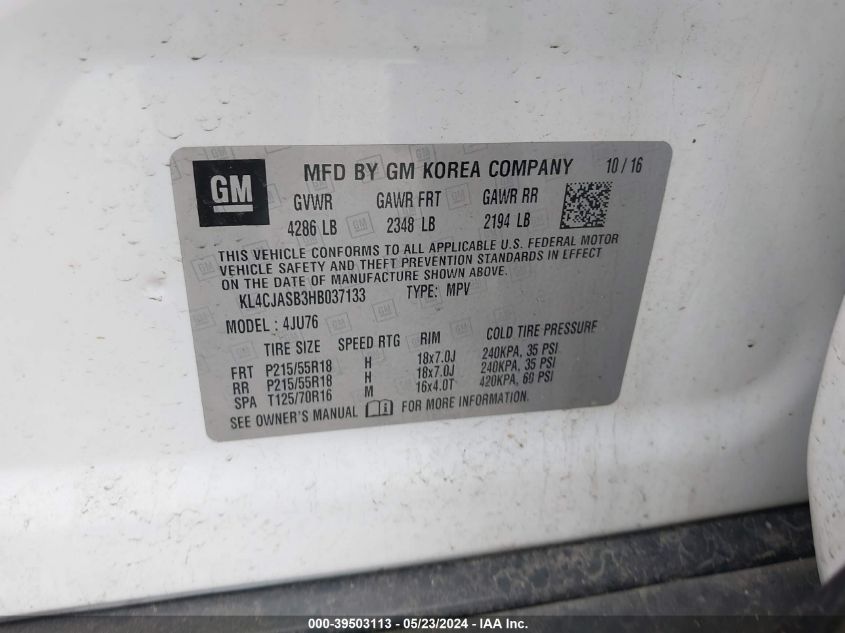 GM
MFD BY GM KOREA COMPANY 10 / 16
GVWR GAWR FRT GAWR RR
4286 LB 2348 LB 2194 LB
THIS VEHICLE CONFORMS TO ALL APPLICABLE U.S. FEDERAL MOTOR
VEHICLE SAFETY AND THEFT PREVENTION STANDARDS IN EFFECT
ON THE DATE OF MANUFACTURE SHOWN ABOVE.
KL4CJASB3HB037133 TYPE: MPV
MODEL : 4JU76
TIRE SIZE SPEED RTG RIM COLD TIRE PRESSURE
FRT P215/55R18 H 18x7.0J 240KPA, 35 PSI
RR P215/55R18 H 18x7.0J 240KPA, 35 PSI
SPA T125/70R16 M 16x4.0T 420KPA, 60 PSI
SEE OWNER'S MANUAL FOR MORE INFORMATION.
000-39503113 - 05/23/2024 - COPYRIGHT IAA, Inc.